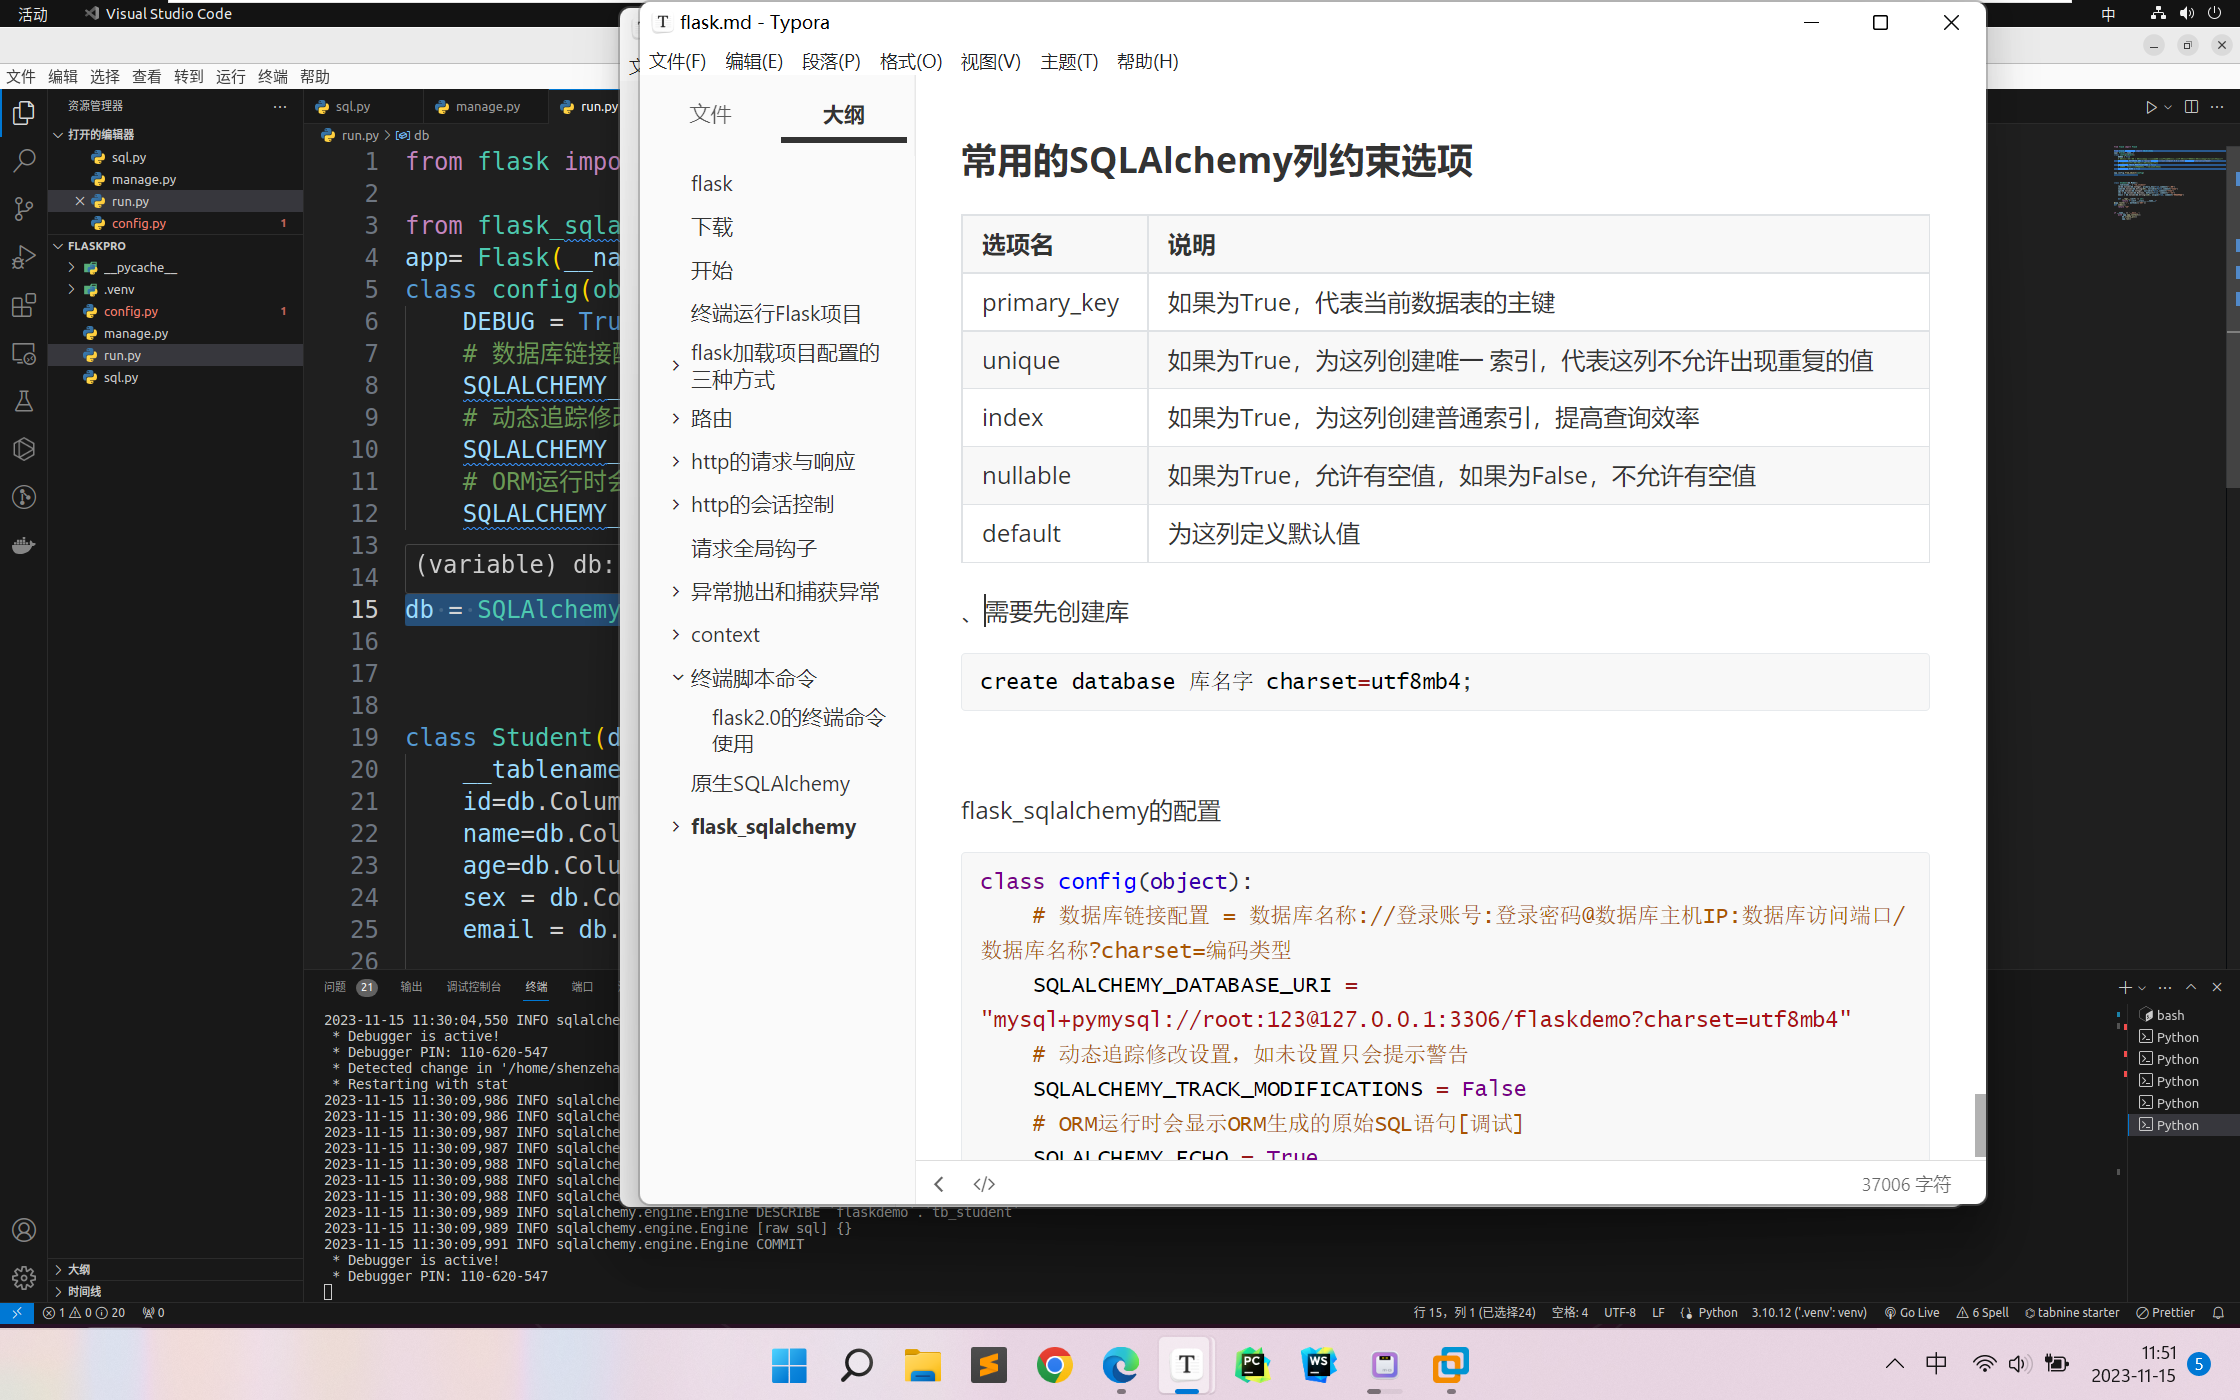 活动
Visual Studio Code
中
文件 编辑 选择 查看 转到 运行 终端 帮助
资源管理器
打开的编辑器
sql.py
manage.py
run.py
config.py 1
FLASKPRO
__pycache__
.venv
config.py 1
manage.py
run.py
sql.py
大纲
时间线
sql.py
manage.py
run.py
run.py > db
1 from flask impo
2
3 from flask_sqla
4 app= Flask(__na
5 class config(ob
6 DEBUG = Tru
7 # 数据库链接配
8 SQLALCHEMY_
9 # 动态追踪修改
10 SQLALCHEMY_
11 # ORM运行时会
12 SQLALCHEMY_
13
(variable) db:
14
15 db = SQLAlchemy
16
17
18
19 class Student(d
20 __tablename
21 id=db.Colum
22 name=db.Col
23 age=db.Colu
24 sex = db.Co
25 email = db.
26
问题 21 输出 调试控制台 终端 端口
2023-11-15 11:30:04,550 INFO sqlalche
* Debugger is active!
* Debugger PIN: 110-620-547
* Detected change in '/home/shenzeha
* Restarting with stat
2023-11-15 11:30:09,986 INFO sqlalche
2023-11-15 11:30:09,986 INFO sqlalche
2023-11-15 11:30:09,987 INFO sqlalche
2023-11-15 11:30:09,987 INFO sqlalche
2023-11-15 11:30:09,988 INFO sqlalche
2023-11-15 11:30:09,988 INFO sqlalche
2023-11-15 11:30:09,988 INFO sqlalche
2023-11-15 11:30:09,989 INFO sqlalchemy.engine.Engine DESCRIBE `flaskdemo`.`tb_student`
2023-11-15 11:30:09,989 INFO sqlalchemy.engine.Engine [raw sql] {}
2023-11-15 11:30:09,991 INFO sqlalchemy.engine.Engine COMMIT
* Debugger is active!
* Debugger PIN: 110-620-547
bash
Python
Python
Python
Python
Python
1 0 20 0
行 15，列 1 (已选择24) 空格: 4 UTF-8 LF Python 3.10.12 ('.venv': venv) Go Live 6 Spell tabnine starter Prettier
T flask.md - Typora
文件(F) 编辑(E) 段落(P) 格式(O) 视图(V) 主题(T) 帮助(H)
文件 大纲
flask
下载
开始
终端运行Flask项目
flask加载项目配置的
三种方式
路由
http的请求与响应
http的会话控制
请求全局钩子
异常抛出和捕获异常
context
终端脚本命令
flask2.0的终端命令
使用
原生SQLAlchemy
flask_sqlalchemy
常用的SQLAlchemy列约束选项
选项名 说明
primary_key 如果为True，代表当前数据表的主键
unique 如果为True，为这列创建唯一 索引，代表这列不允许出现重复的值
index 如果为True，为这列创建普通索引，提高查询效率
nullable 如果为True，允许有空值，如果为False，不允许有空值
default 为这列定义默认值
、需要先创建库
create database 库名字 charset=utf8mb4;
flask_sqlalchemy的配置
class config(object):
# 数据库链接配置 = 数据库名称://登录账号:登录密码@数据库主机IP:数据库访问端口/
数据库名称?charset=编码类型
SQLALCHEMY_DATABASE_URI =
"mysql+pymysql://root:123@127.0.0.1:3306/flaskdemo?charset=utf8mb4"
# 动态追踪修改设置，如未设置只会提示警告
SQLALCHEMY_TRACK_MODIFICATIONS = False
# ORM运行时会显示ORM生成的原始SQL语句[调试]
SQLALCHEMY_ECHO = True
37006 字符
T
PC
WS
中
11:51
2023-11-15
5